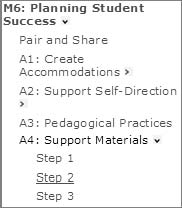 M6: Planning Student
Success
Pair and Share
A1: Create
Accommodations
A2: Support Self-Direction
A3: Pedagogical Practices
A4: Support Materials
Step 1
Step 2
Step 3